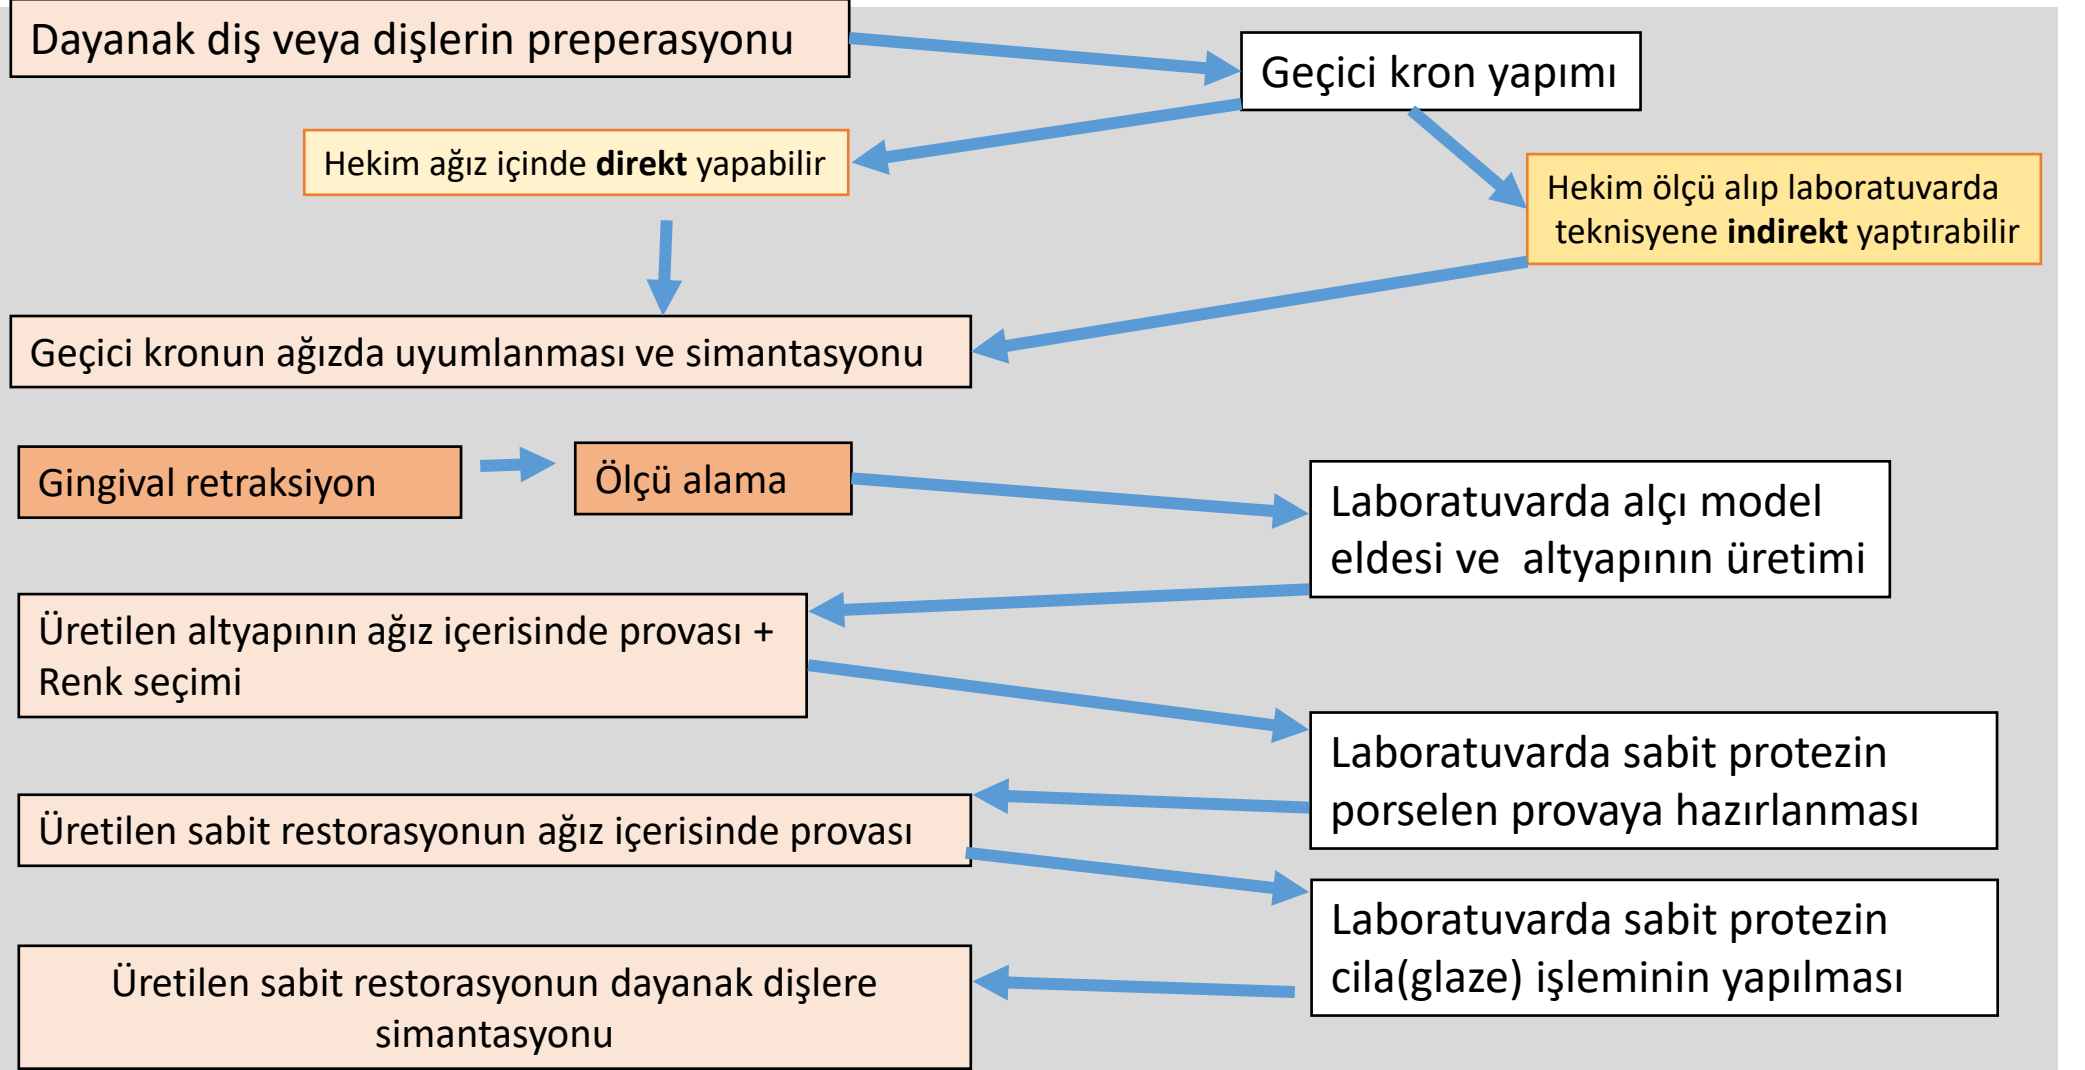 Dayanak diş veya dişlerin preperasyonu
Geçici kron yapımı
Hekim ağız içinde direkt yapabilir
Hekim ölçü alıp laboratuvarda
teknisyene indirekt yaptırabilir
Geçici kronun ağızda uyumlanması ve simantasyonu
Gingival retraksiyon
Ölçü alama
Laboratuvarda alçı model
eldesi ve altyapının üretimi
Üretilen altyapının ağız içerisinde provası +
Renk seçimi
Laboratuvarda sabit protezin
porselen provaya hazırlanması
Üretilen sabit restorasyonun ağız içerisinde provası
Laboratuvarda sabit protezin
cila(glaze) işleminin yapılması
Üretilen sabit restorasyonun dayanak dişlere
simantasyonu